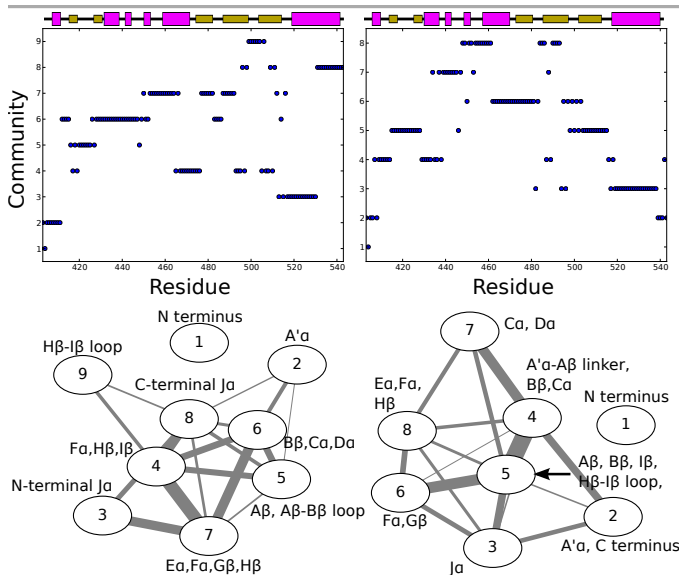 9
8
7
6
5
4
3
2
1
Community
420 440 460 480 500 520 540
Residue
8
7
6
5
4
3
2
1
420 440 460 480 500 520 540
Residue
N terminus
1
Hβ-Iβ loop
9
A'α
2
C-terminal Jα
8
6
Bβ,Cα,Dα
Fα,Hβ,Iβ
4
5
Aβ, Aβ-Bβ loop
N-terminal Jα
3
7
Eα,Fα,Gβ,Hβ
7
Cα, Dα
A'α-Aβ linker,
Bβ,Cα
4
Eα,Fα,
Hβ
8
N terminus
1
5
Aβ, Bβ, Iβ,
Hβ-Iβ loop,
6
Fα,Gβ
2
A'α, C terminus
3
Jα